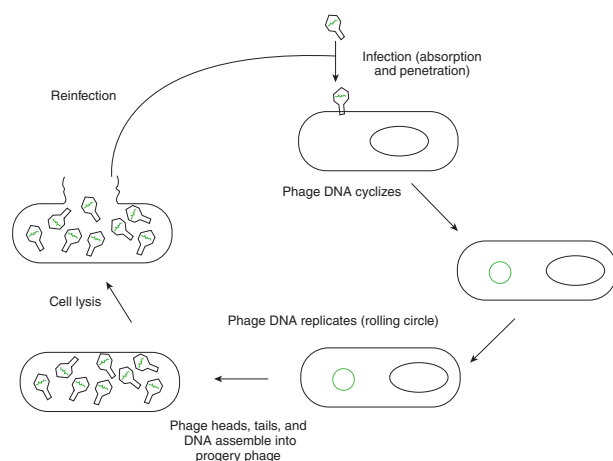 Infection (absorption
and penetration)
Reinfection
Phage DNA cyclizes
Cell lysis
Phage DNA replicates (rolling circle)
Phage heads, tails, and
DNA assemble into
progery phage